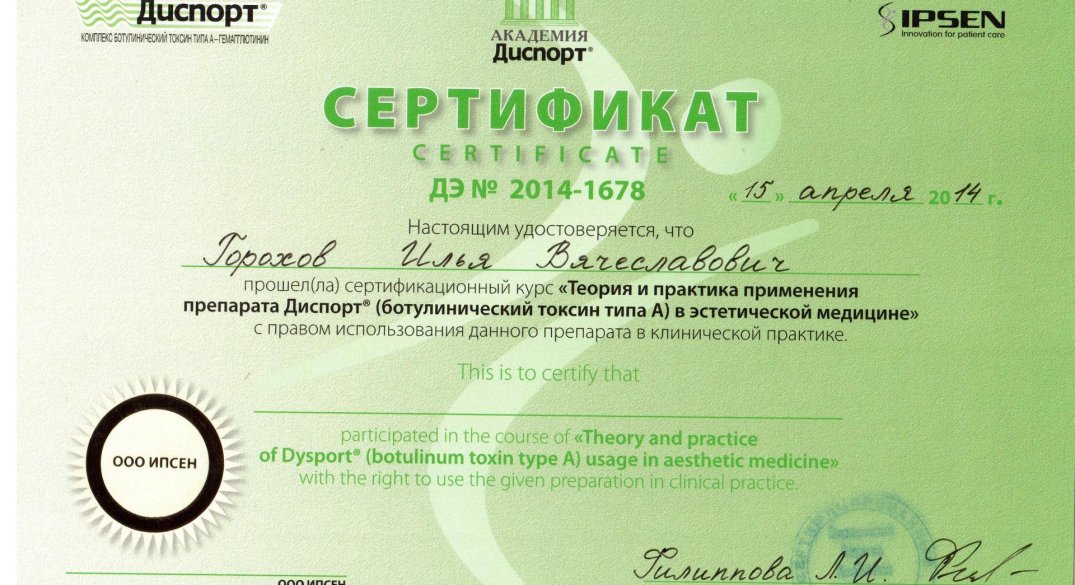 Диспорт®
КОМПЛЕКС БОТУЛИНИЧЕСКИЙ ТОКСИН ТИПА А–ГЕМАГГЛЮТИНИН
АКАДЕМИЯ
Диспорт®
IPSEN
Innovation for patient care
СЕРТИФИКАТ
CERTIFICATE
ДЭ № 2014-1678
«15» апреля 2014 г.
Настоящим удостоверяется, что
Горохов Илья Вячеславович
прошел(ла) сертификационный курс «Теория и практика применения
препарата Диспорт® (ботулинический токсин типа А) в эстетической медицине»
с правом использования данного препарата в клинической практике.
This is to certify that
participated in the course of «Theory and practice
of Dysport® (botulinum toxin type A) usage in aesthetic medicine»
with the right to use the given preparation in clinical practice.
ООО ИПСЕН
Филиппова Л.И.
ООО ИПСЕН